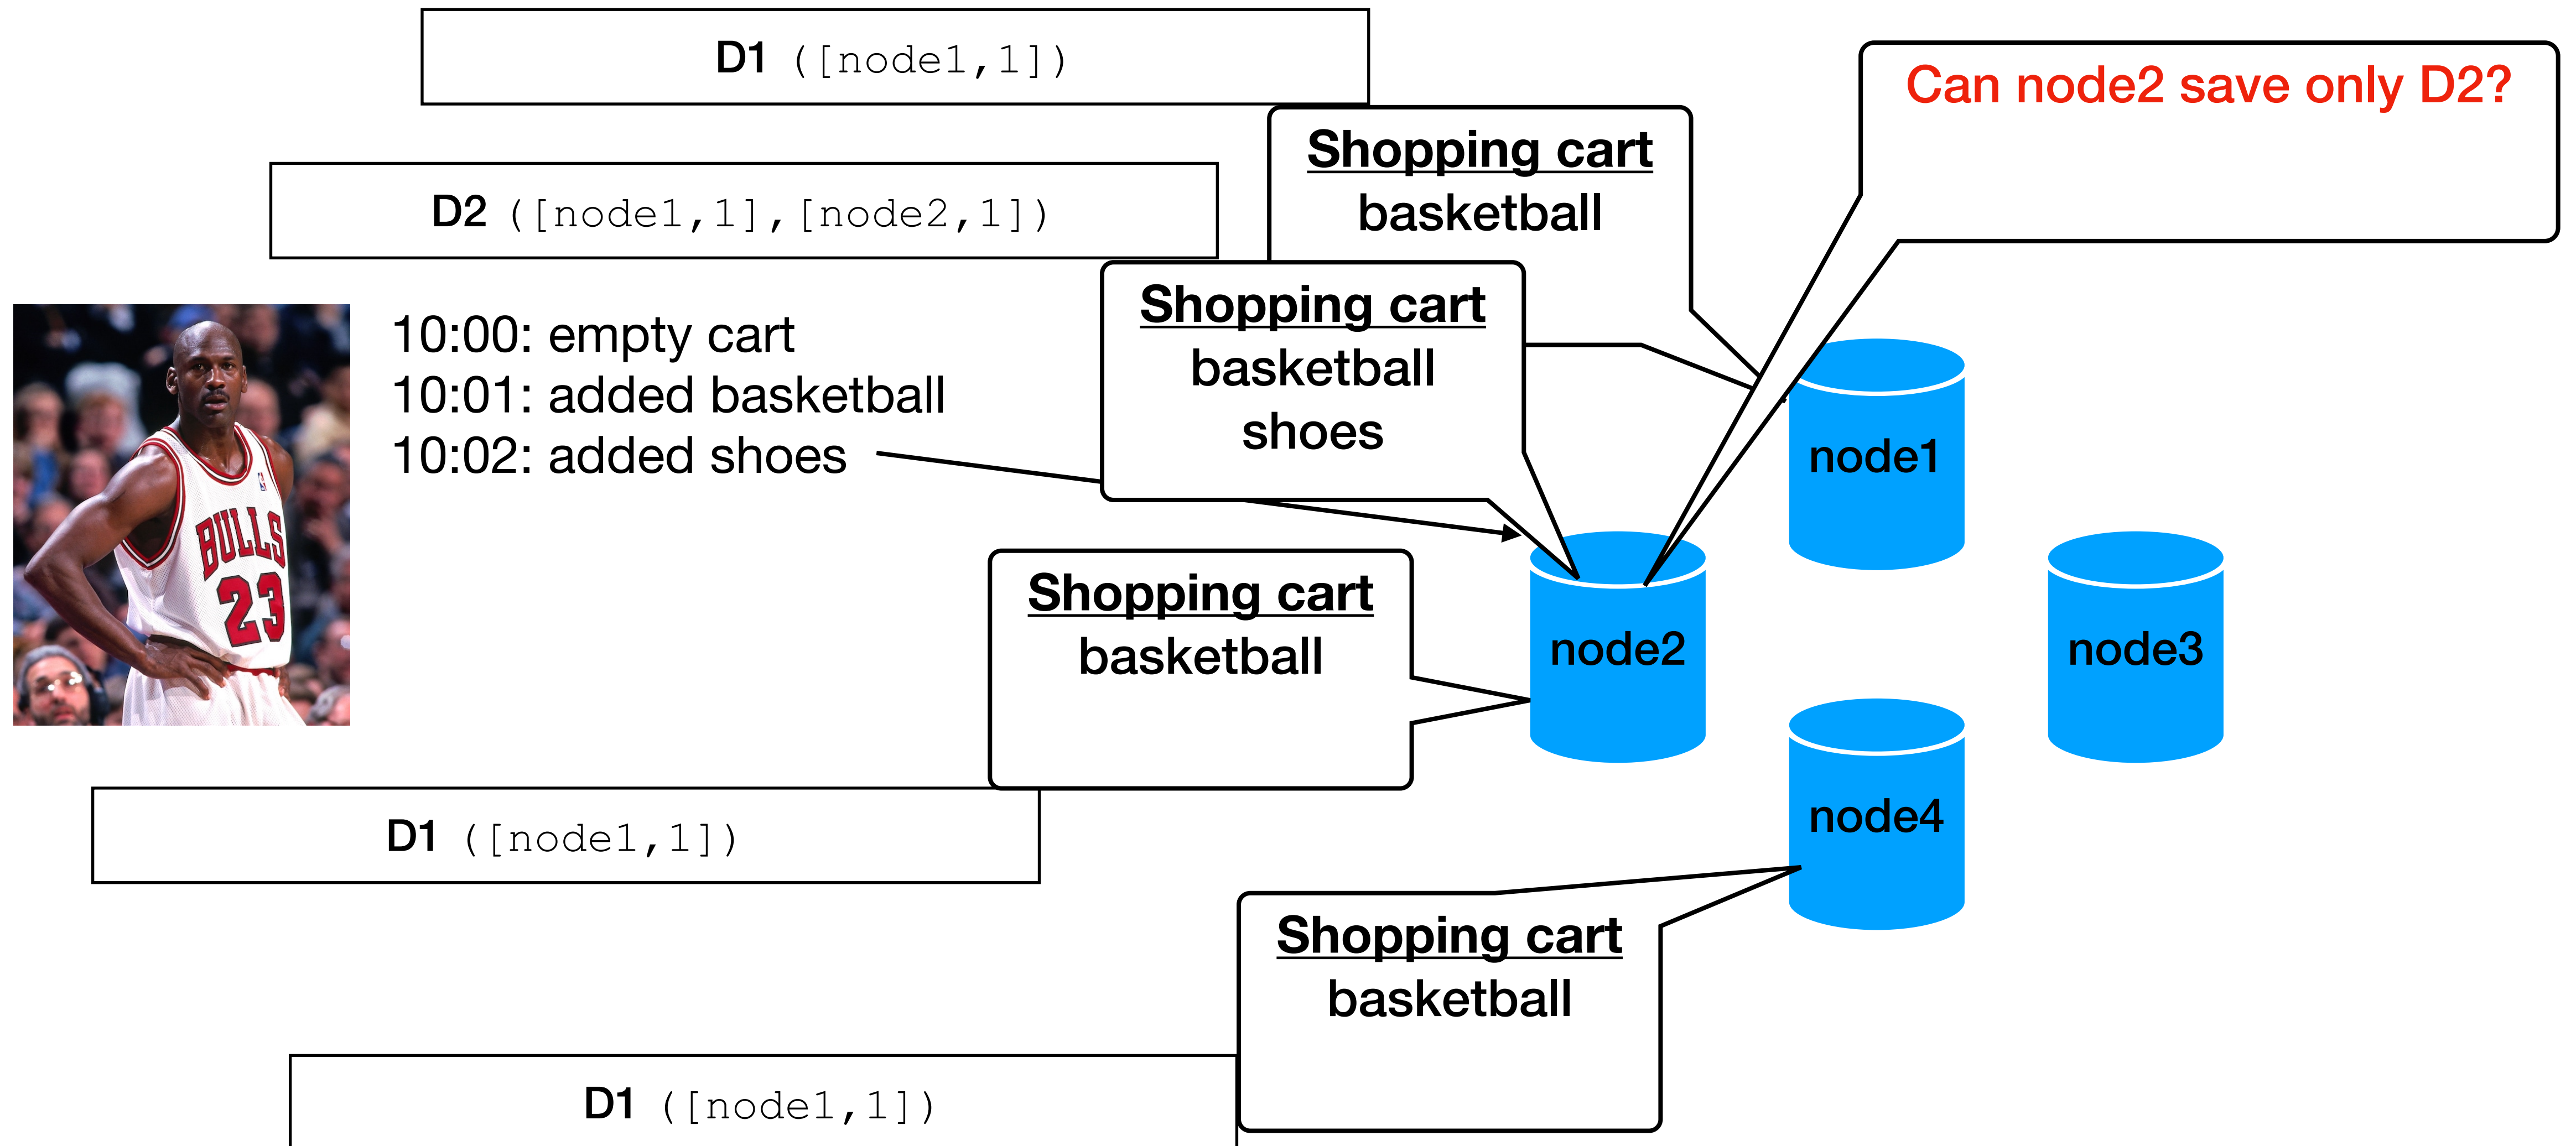 D1 ([node1,1])
Can node2 save only D2?
Shopping cart
basketball
D2 ([node1,1],[node2,1])
Shopping cart
basketball
shoes
10:00: empty cart
10:01: added basketball
10:02: added shoes
BULLS
23
node1
node2
node3
node4
Shopping cart
basketball
D1 ([node1,1])
Shopping cart
basketball
D1 ([node1,1])